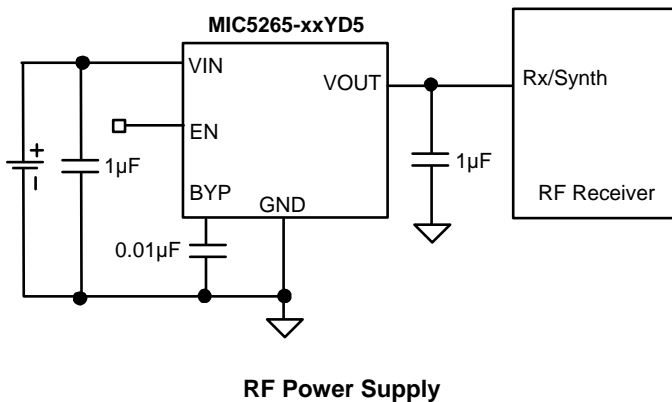 MIC5265-xxYD5
VIN
VOUT
Rx/Synth
EN
+
–
1µF
1µF
BYP
GND
RF Receiver
0.01µF
RF Power Supply